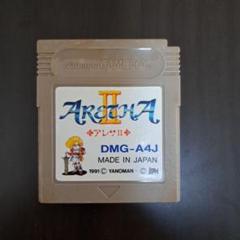 Nintendo GAME BOY
ARETHA
II
アレサII
DMG-A4J
MADE IN JAPAN
1991 © YANOMAN